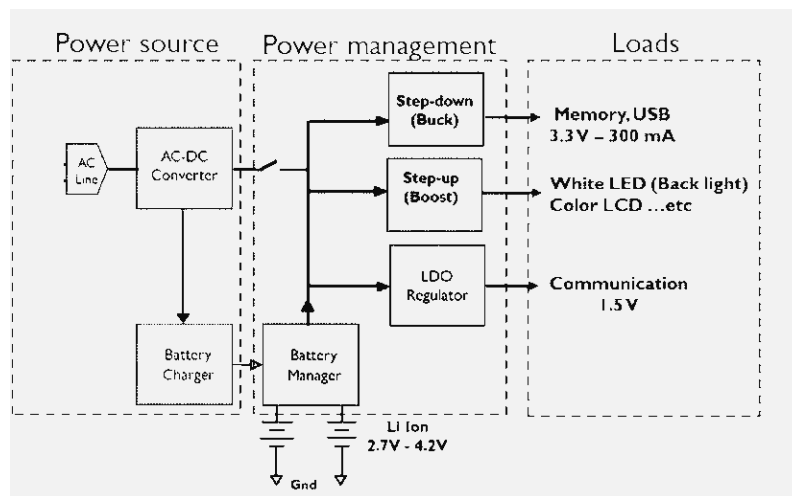 Power source
Power management
Loads
AC
Line
AC-DC
Converter
Battery
Charger
Step-down
(Buck)
Step-up
(Boost)
LDO
Regulator
Battery
Manager
Li Ion
2.7V - 4.2V
Gnd
Memory, USB
3.3V – 300 mA
White LED (Back light)
Color LCD ...etc
Communication
1.5V